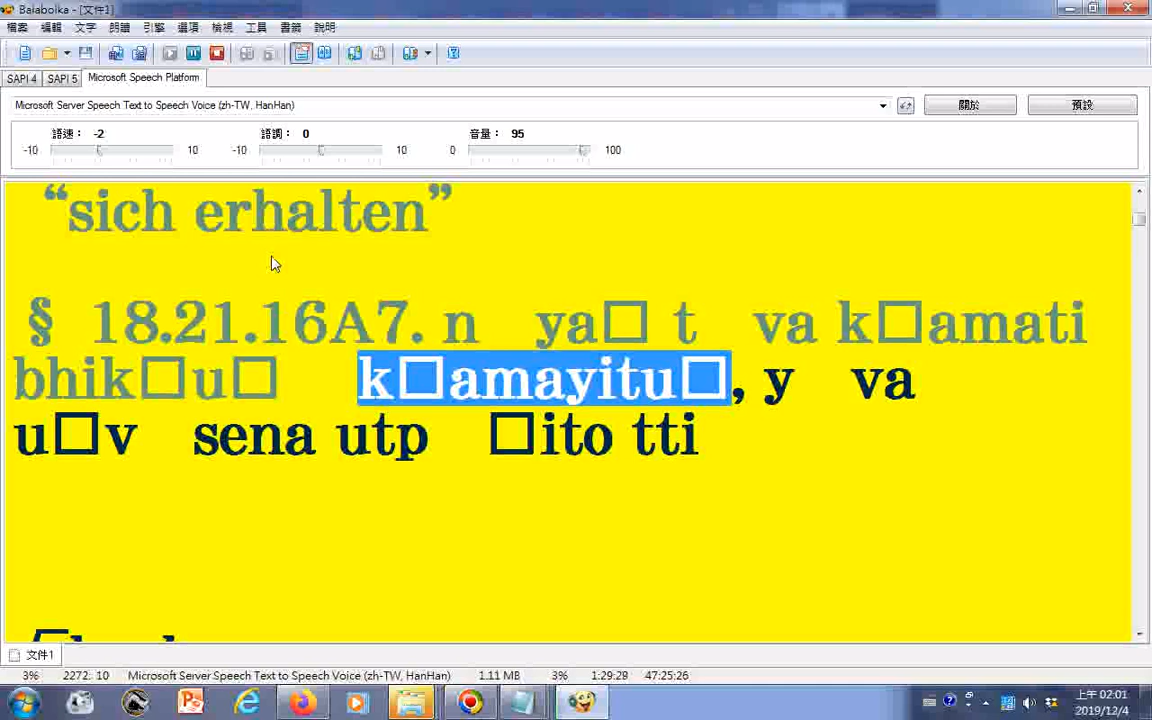 Balabolka - [文件1]
檔案 編輯 文字 朗讀 引擎 選項 檢視 工具 書籤 說明
SAPI 4 SAPI 5 Microsoft Speech Platform
Microsoft Server Speech Text to Speech Voice (zh-TW, HanHan) 關於 預設
語速： -2 語調： 0 音量： 95
-10 10 -10 10 0 100
“sich erhalten”
§ 18.21.16A7. n ya□ t va k□amati
bhik□u□ k□amayitu□, y va
u□v sena utp □ito tti
文件1
3% 2272: 10 Microsoft Server Speech Text to Speech Voice (zh-TW, HanHan) 1.11 MB 3% 1:29:28 47:25:26
上午 02:01
2019/12/4